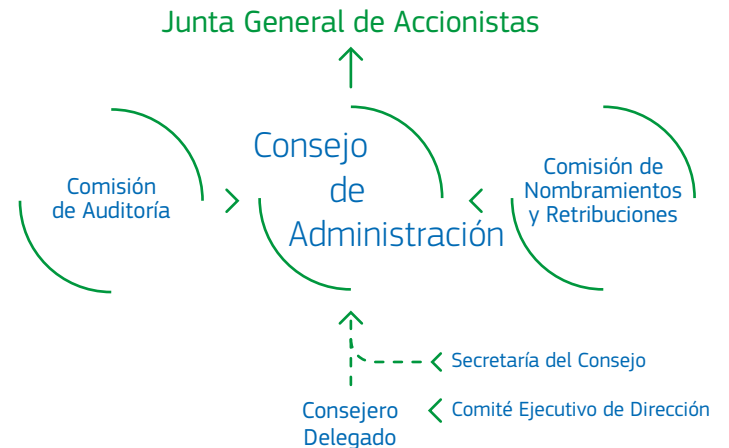 Junta General de Accionistas
Consejo
de
Administración
Comisión
de Auditoría
Comisión de
Nombramientos
y Retribuciones
Secretaría del Consejo
Consejero
Delegado
Comité Ejecutivo de Dirección